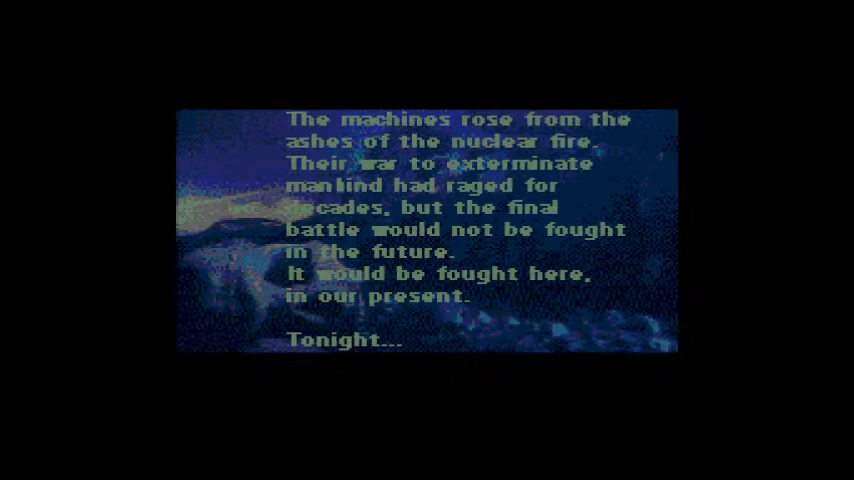 The machines rose from the
ashes of the nuclear fire.
Their war to exterminate
mankind had raged for
decades, but the final
battle would not be fought
in the future.
It would be fought here,
in our present.
Tonight...